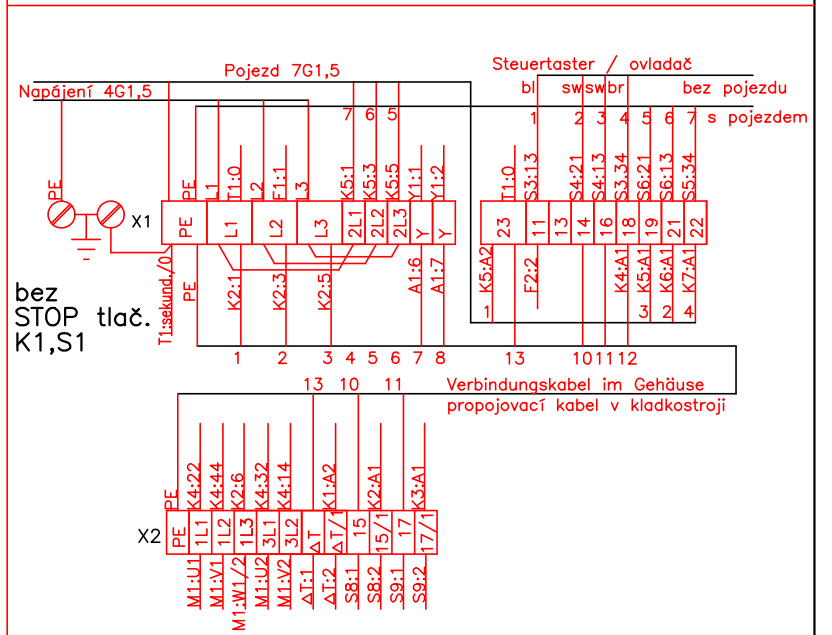 Pojezd 7G1,5
Napájení 4G1,5
Steuertaster / ovladač
bl sw sw br bez pojezdu
1 2 3 4 5 6 7 s pojezdem
7 6 5
PE
PE L1 T1:0 L2 F1:1 L3 K5:1 K5:3 K5:5 Y1:1 Y1:2
T1:0 S3:13 S4:21 S4:13 S3.34 S6:21 S6:13 S5:34
X1
PE L1 L2 L3 2L1 2L2 2L3 Y Y
23 11 13 14 16 18 19 21 22
T1:sekund./0 PE K2:1 K2:3 K2:5 A1:6 A1:7
K5:A2 F2:2 K4:A1 K5:A1 K6:A1 K7:A1
1 3 2 4
bez
STOP tlač.
K1,S1
1 2 3 4 5 6 7 8 13 10 11 12
13 10 11
Verbindungskabel im Gehäuse
propojovací kabel v kladkostroji
PE K4:22 K4:44 K2:6 K4:32 K4:14 K1:A2 K2:A1 K3:A1
X2
PE 1L1 1L2 1L3 3L1 3L2 ΔT ΔT/1 15 15/1 17 17/1
M1:U1 M1:V1 M1:W1/2 M1:U2 M1:V2 ΔT:1 ΔT:2 S8:1 S8:2 S9:1 S9:2